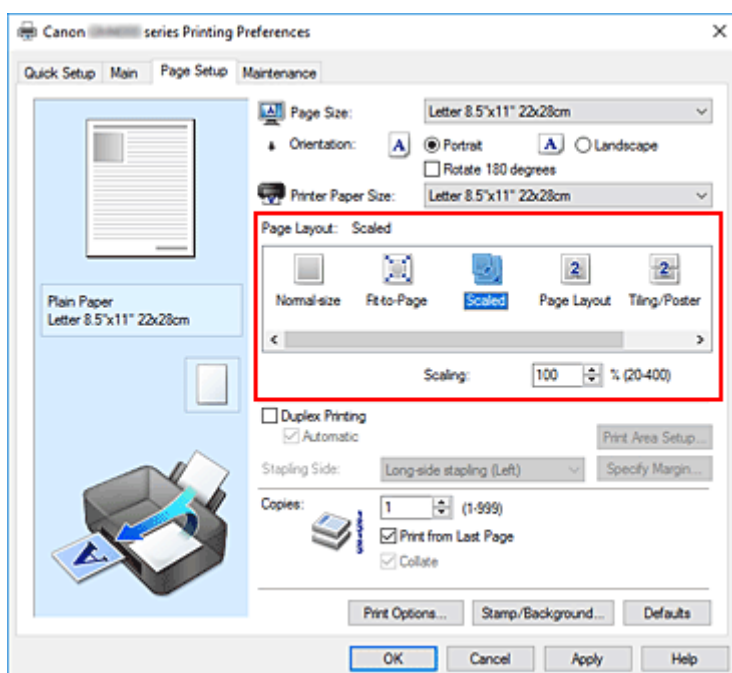 Canon series Printing Preferences
Quick Setup Main Page Setup Maintenance
Page Size: Letter 8.5"x11" 22x28cm
Orientation: A Portrait A Landscape
Rotate 180 degrees
Printer Paper Size: Letter 8.5"x11" 22x28cm
Page Layout: Scaled
Normal-size Fit-to-Page Scaled Page Layout Tiling/Poster
Plain Paper
Letter 8.5"x11" 22x28cm
Scaling: 100 % (20-400)
Duplex Printing
Automatic
Print Area Setup...
Stapling Side: Long-side stapling (Left) Specify Margin...
Copies: 1 (1-999)
Print from Last Page
Collate
Print Options... Stamp/Background... Defaults
OK Cancel Apply Help